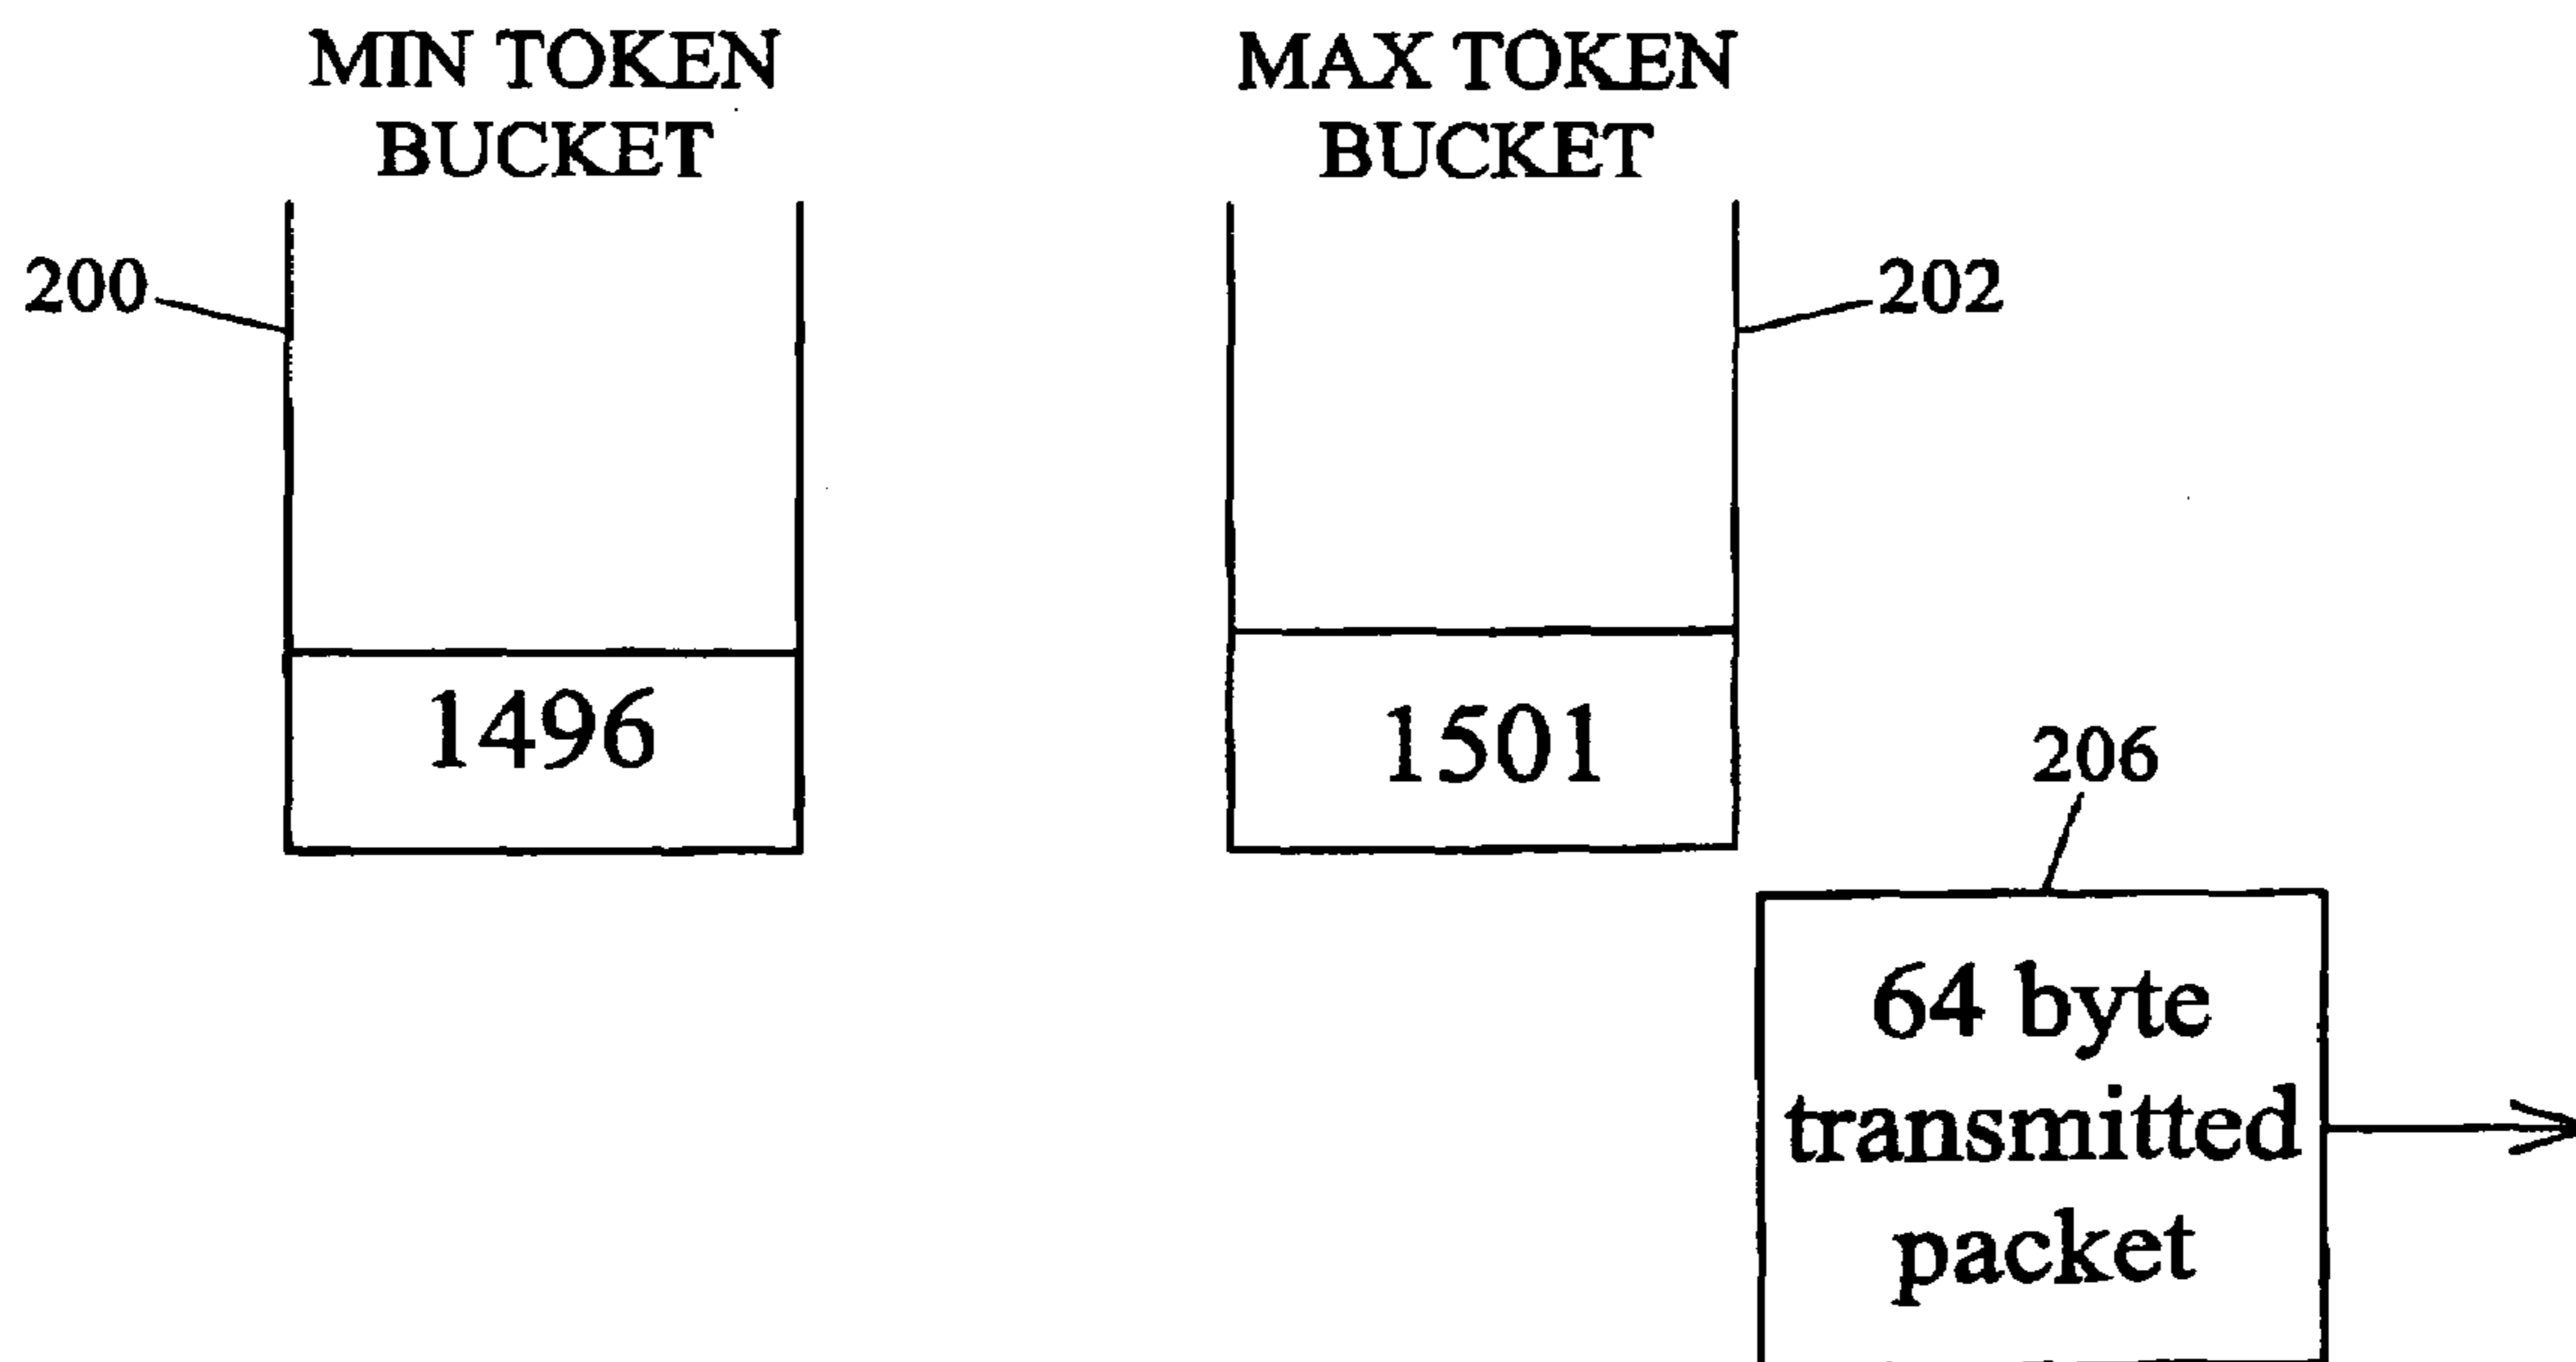 MIN TOKEN
BUCKET
MAX TOKEN
BUCKET
200
202
1496
1501
206
64 byte
transmitted
packet